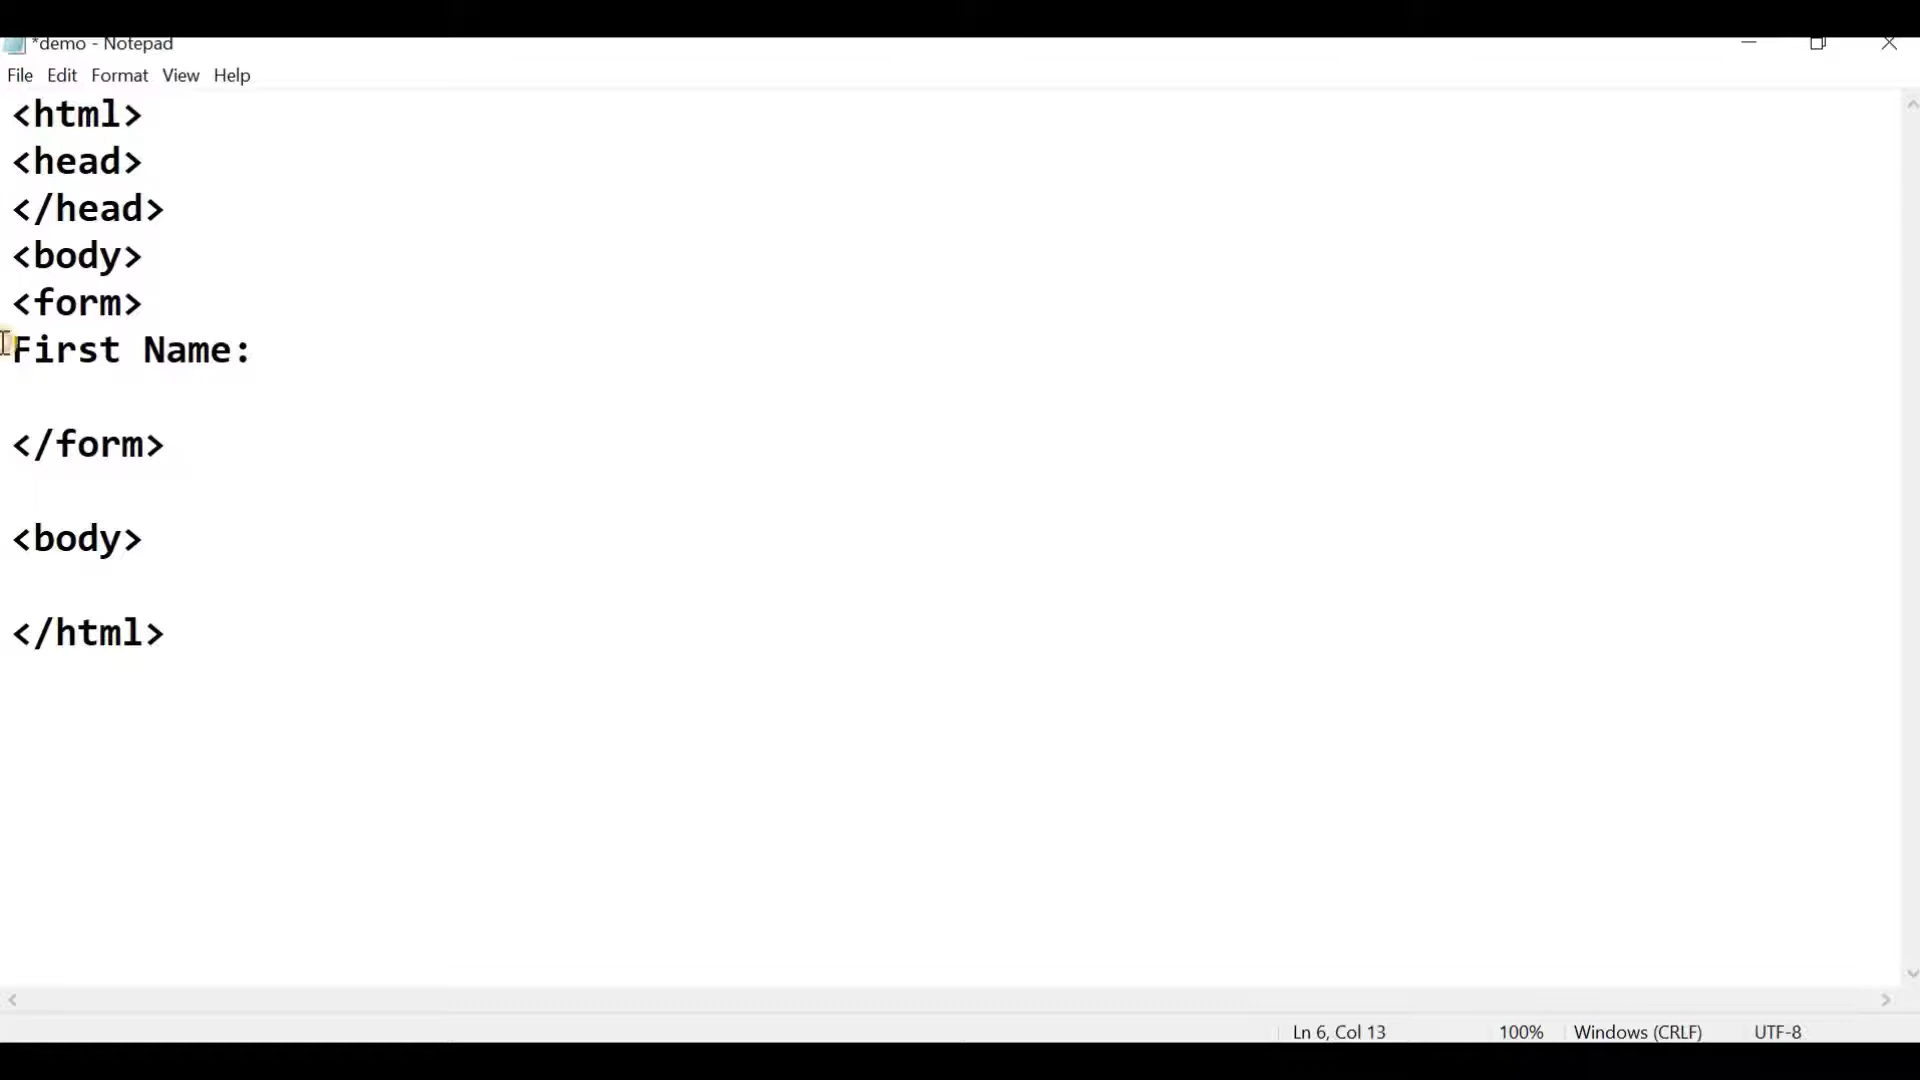 *demo - Notepad
File Edit Format View Help
<html>
<head>
</head>
<body>
<form>
First Name:
</form>
<body>
</html>
Ln 6, Col 13 100% Windows (CRLF) UTF-8